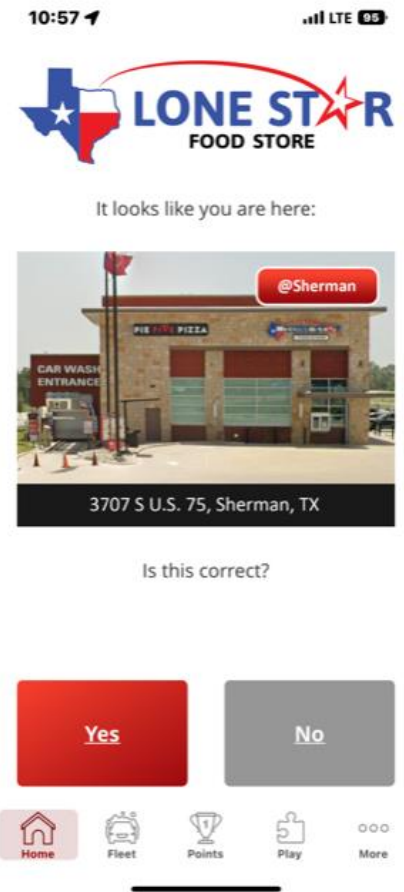 10:57
LTE 95
LONE STAR
FOOD STORE
It looks like you are here:
@Sherman
PIE FIVE PIZZA
CAR WASH
ENTRANCE
3707 S U.S. 75, Sherman, TX
Is this correct?
Yes
No
Home
Fleet
Points
Play
More